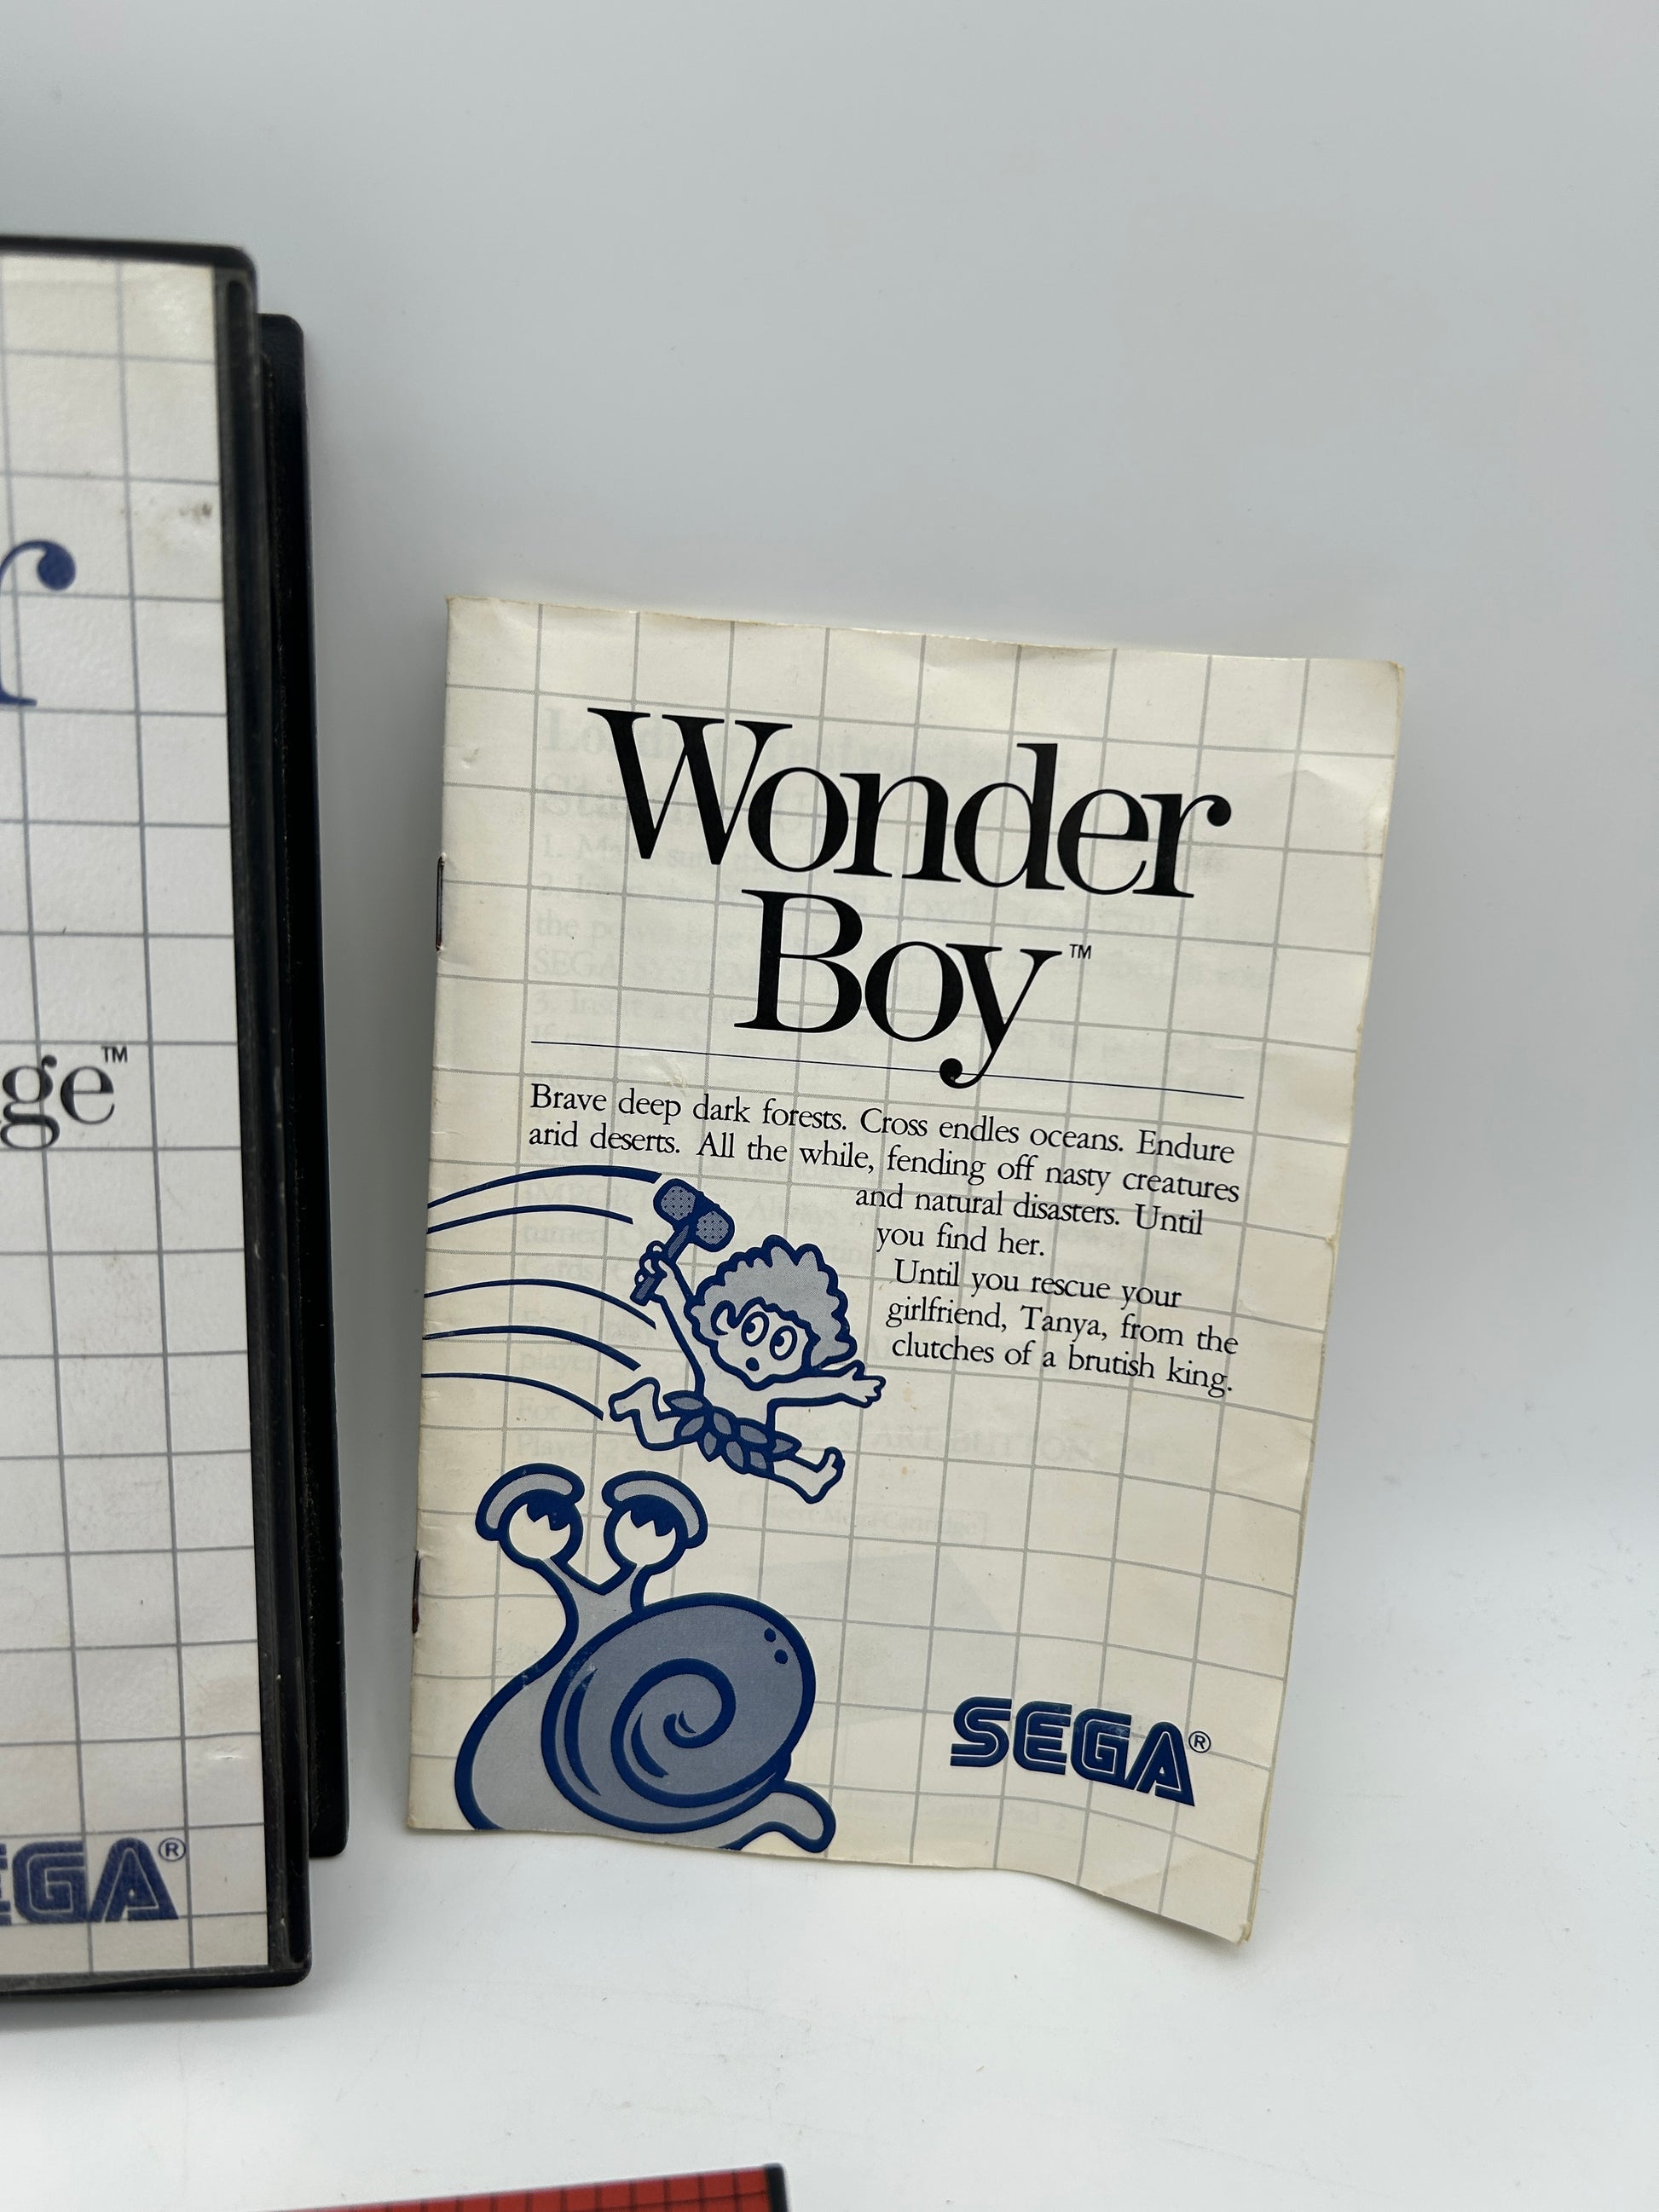 r
ge™
EGA®
Wonder
Boy™
Brave deep dark forests. Cross endles oceans. Endure
arid deserts. All the while, fending off nasty creatures
and natural disasters. Until
you find her.
Until you rescue your
girlfriend, Tanya, from the
clutches of a brutish king.
SEGA®